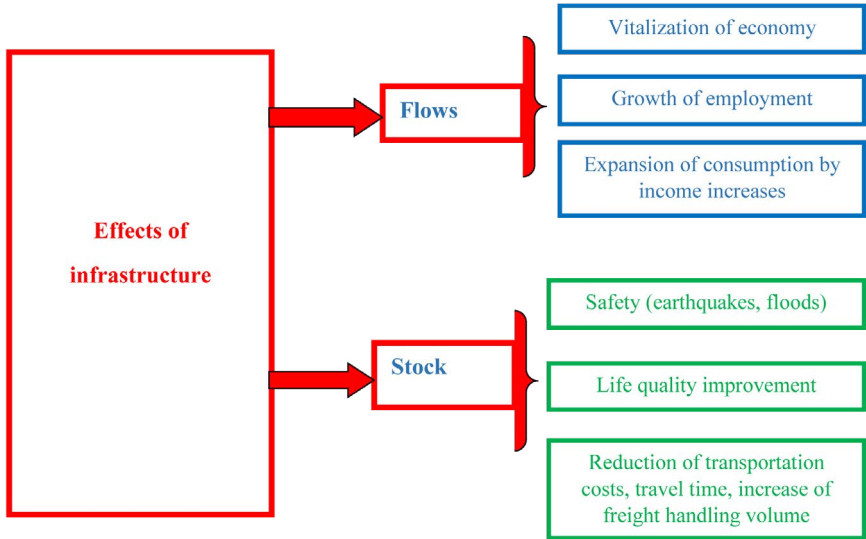 Effects of
infrastructure
Flows
Vitalization of economy
Growth of employment
Expansion of consumption by
income increases
Stock
Safety (earthquakes, floods)
Life quality improvement
Reduction of transportation
costs, travel time, increase of
freight handling volume